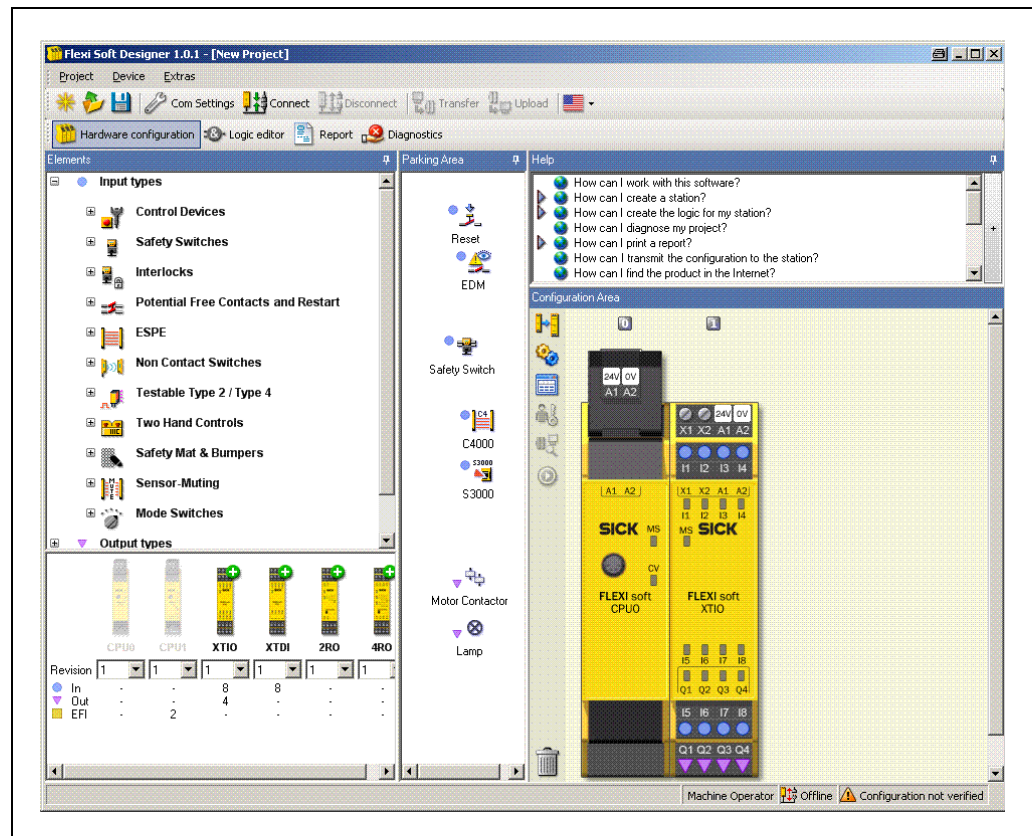 Flexi Soft Designer 1.0.1 - [New Project]
Project Device Extras
Com Settings Connect Disconnect Transfer Upload
Hardware configuration Logic editor Report Diagnostics
Elements
Input types
Control Devices
Safety Switches
Interlocks
Potential Free Contacts and Restart
ESPE
Non Contact Switches
Testable Type 2 / Type 4
Two Hand Controls
Safety Mat & Bumpers
Sensor-Muting
Mode Switches
Output types
CPU0 CPU1 XTIO XTDI 2RO 4RO
Revision 1 1 1 1 1 1
In - - 8 8 - -
Out - - 4 - - -
EFI - 2 - - - -
Parking Area
Reset
EDM
Safety Switch
C4
C4000
S3000
S3000
Motor Contactor
Lamp
Help
How can I work with this software?
How can I create a station?
How can I create the logic for my station?
How can I diagnose my project?
How can I print a report?
How can I transmit the configuration to the station?
How can I find the product in the Internet?
Configuration Area
0 1
24V 0V
A1 A2
24V 0V
X1 X2 A1 A2
I1 I2 I3 I4
A1 A2
X1 X2 A1 A2
I1 I2 I3 I4
SICK MS
MS SICK
CV
FLEXI soft
CPU0
FLEXI soft
XTIO
I5 I6 I7 I8
Q1 Q2 Q3 Q4
I5 I6 I7 I8
Q1 Q2 Q3 Q4
Machine Operator Offline Configuration not verified